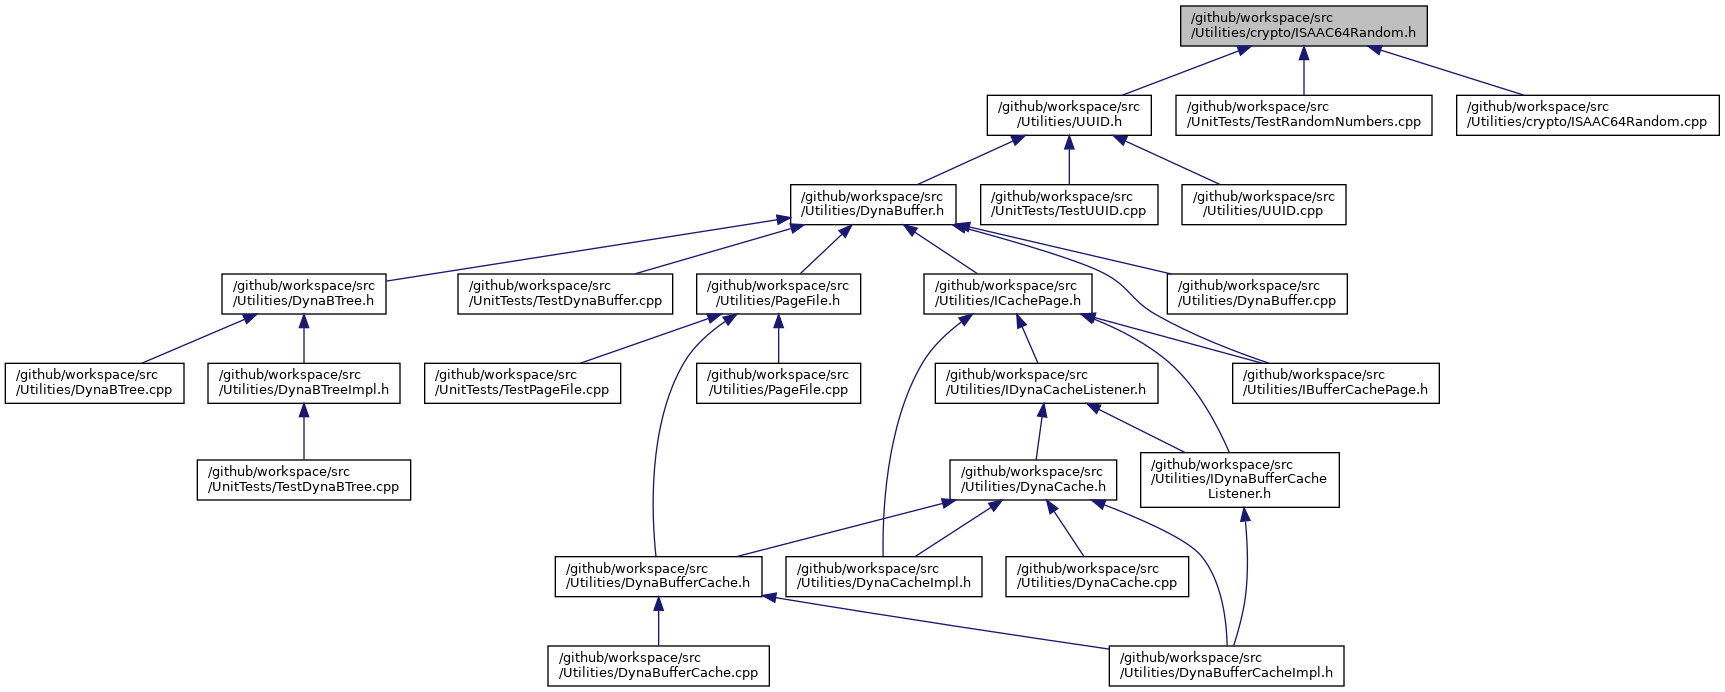 /github/workspace/src
/Utilities/crypto/ISAAC64Random.h
/github/workspace/src
/Utilities/UUID.h
/github/workspace/src
/UnitTests/TestRandomNumbers.cpp
/github/workspace/src
/Utilities/crypto/ISAAC64Random.cpp
/github/workspace/src
/Utilities/DynaBuffer.h
/github/workspace/src
/UnitTests/TestUUID.cpp
/github/workspace/src
/Utilities/UUID.cpp
/github/workspace/src
/Utilities/DynaBTree.h
/github/workspace/src
/UnitTests/TestDynaBuffer.cpp
/github/workspace/src
/Utilities/PageFile.h
/github/workspace/src
/Utilities/ICachePage.h
/github/workspace/src
/Utilities/DynaBuffer.cpp
/github/workspace/src
/Utilities/DynaBTree.cpp
/github/workspace/src
/Utilities/DynaBTreeImpl.h
/github/workspace/src
/UnitTests/TestPageFile.cpp
/github/workspace/src
/Utilities/PageFile.cpp
/github/workspace/src
/Utilities/IDynaCacheListener.h
/github/workspace/src
/Utilities/IBufferCachePage.h
/github/workspace/src
/UnitTests/TestDynaBTree.cpp
/github/workspace/src
/Utilities/DynaCache.h
/github/workspace/src
/Utilities/IDynaBufferCache
Listener.h
/github/workspace/src
/Utilities/DynaBufferCache.h
/github/workspace/src
/Utilities/DynaCacheImpl.h
/github/workspace/src
/Utilities/DynaCache.cpp
/github/workspace/src
/Utilities/DynaBufferCache.cpp
/github/workspace/src
/Utilities/DynaBufferCacheImpl.h